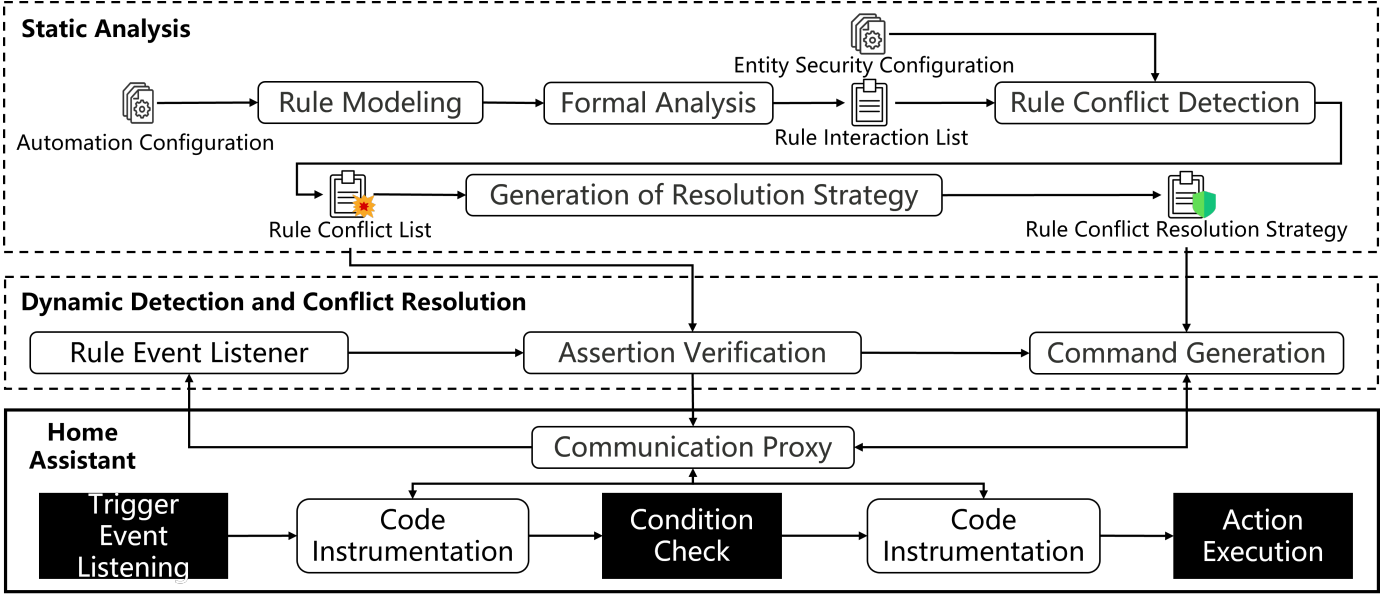 Static Analysis
Entity Security Configuration
Automation Configuration
Rule Modeling
Formal Analysis
Rule Interaction List
Rule Conflict Detection
Rule Conflict List
Generation of Resolution Strategy
Rule Conflict Resolution Strategy
Dynamic Detection and Conflict Resolution
Rule Event Listener
Assertion Verification
Command Generation
Home
Assistant
Communication Proxy
Trigger
Event
Listening
Code
Instrumentation
Condition
Check
Code
Instrumentation
Action
Execution